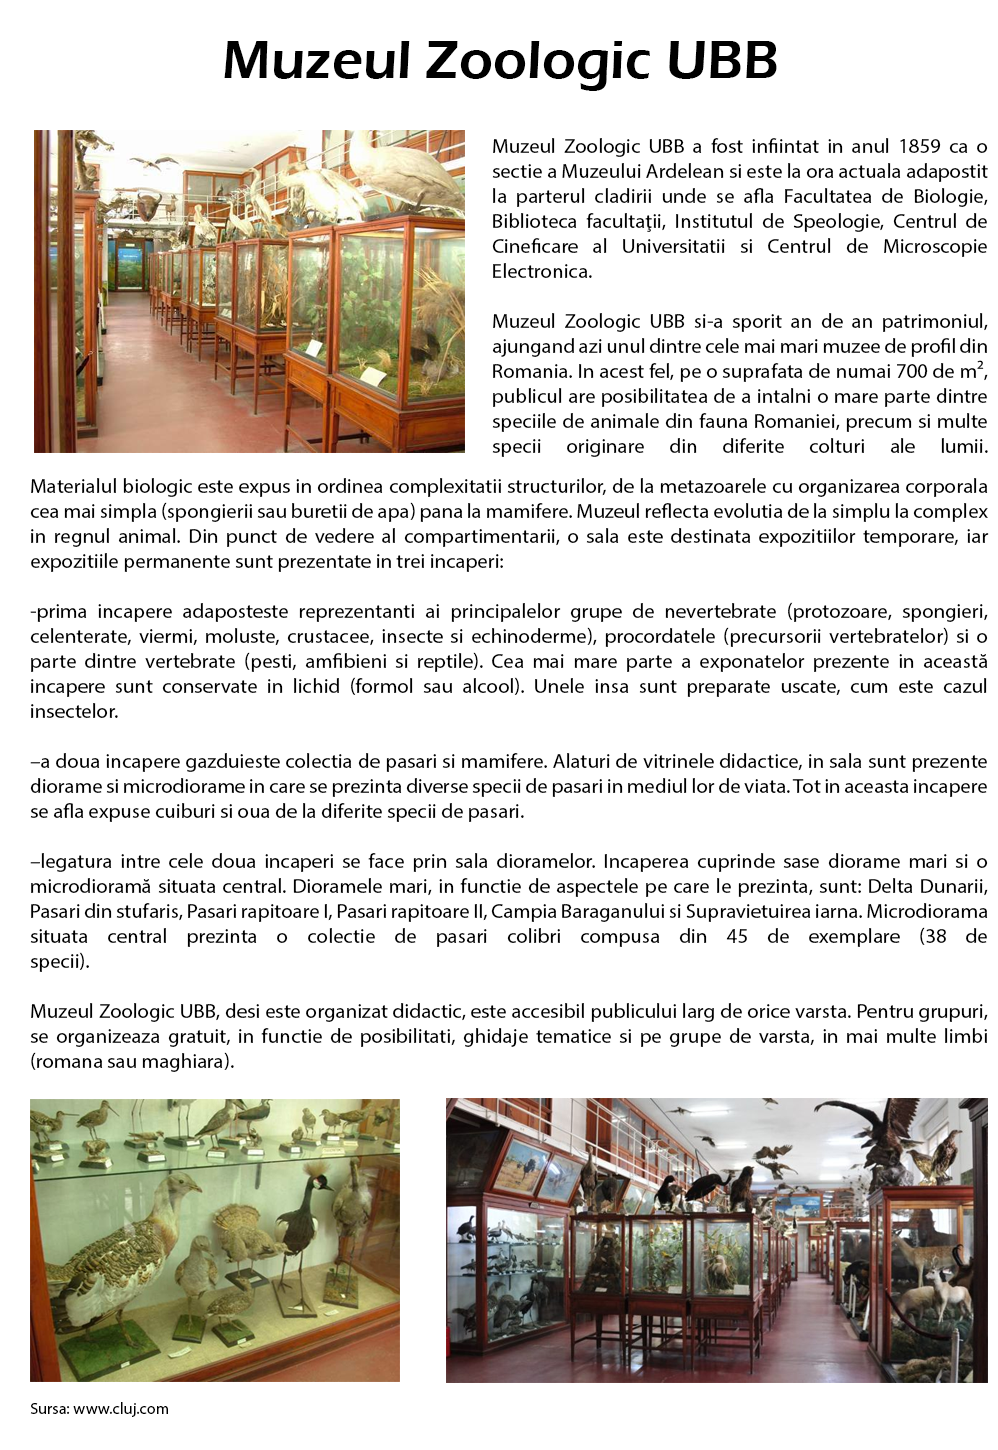 Muzeul Zoologic UBB
Muzeul Zoologic UBB a fost infiintat in anul 1859 ca o
sectie a Muzeului Ardelean si este la ora actuala adapostit
la parterul cladirii unde se afla Facultatea de Biologie,
Biblioteca facultaţii, Institutul de Speologie, Centrul de
Cineficare al Universitatii si Centrul de Microscopie
Electronica.
Muzeul Zoologic UBB si-a sporit an de an patrimoniul,
ajungand azi unul dintre cele mai mari muzee de profil din
Romania. In acest fel, pe o suprafata de numai 700 de m²,
publicul are posibilitatea de a intalni o mare parte dintre
speciile de animale din fauna Romaniei, precum si multe
specii originare din diferite colturi ale lumii.
Materialul biologic este expus in ordinea complexitatii structurilor, de la metazoarele cu organizarea corporala
cea mai simpla (spongierii sau buretii de apa) pana la mamifere. Muzeul reflecta evolutia de la simplu la complex
in regnul animal. Din punct de vedere al compartimentarii, o sala este destinata expozitiilor temporare, iar
expozitiile permanente sunt prezentate in trei incaperi:
-prima incapere adaposteste reprezentanti ai principalelor grupe de nevertebrate (protozoare, spongieri,
celenterate, viermi, moluste, crustacee, insecte si echinoderme), procordatele (precursorii vertebratelor) si o
parte dintre vertebrate (pesti, amfibieni si reptile). Cea mai mare parte a exponatelor prezente in această
incapere sunt conservate in lichid (formol sau alcool). Unele insa sunt preparate uscate, cum este cazul
insectelor.
–a doua incapere gazduieste colectia de pasari si mamifere. Alaturi de vitrinele didactice, in sala sunt prezente
diorame si microdiorame in care se prezinta diverse specii de pasari in mediul lor de viata. Tot in aceasta incapere
se afla expuse cuiburi si oua de la diferite specii de pasari.
–legatura intre cele doua incaperi se face prin sala dioramelor. Incaperea cuprinde sase diorame mari si o
microdioramă situata central. Dioramele mari, in functie de aspectele pe care le prezinta, sunt: Delta Dunarii,
Pasari din stufaris, Pasari rapitoare I, Pasari rapitoare II, Campia Baraganului si Supravietuirea iarna. Microdiorama
situata central prezinta o colectie de pasari colibri compusa din 45 de exemplare (38 de
specii).
Muzeul Zoologic UBB, desi este organizat didactic, este accesibil publicului larg de orice varsta. Pentru grupuri,
se organizeaza gratuit, in functie de posibilitati, ghidaje tematice si pe grupe de varsta, in mai multe limbi
(romana sau maghiara).
Sursa: www.cluj.com